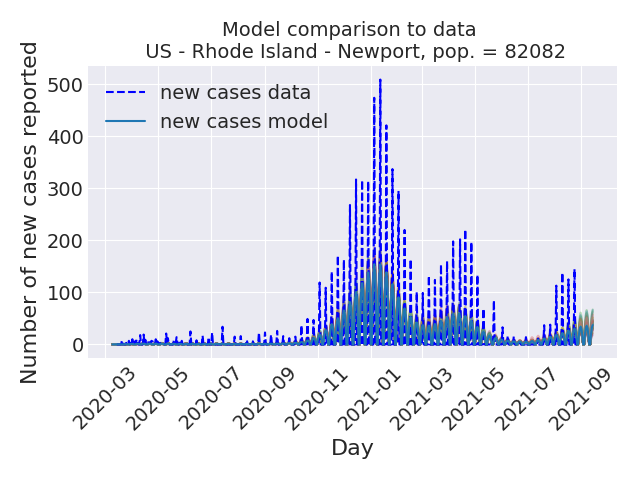 Model comparison to data
US - Rhode Island - Newport, pop. = 82082
Number of new cases reported
500
400
300
200
100
0
new cases data
new cases model
2020-03
2020-05
2020-07
2020-09
2020-11
2021-01
2021-03
2021-05
2021-07
2021-09
Day